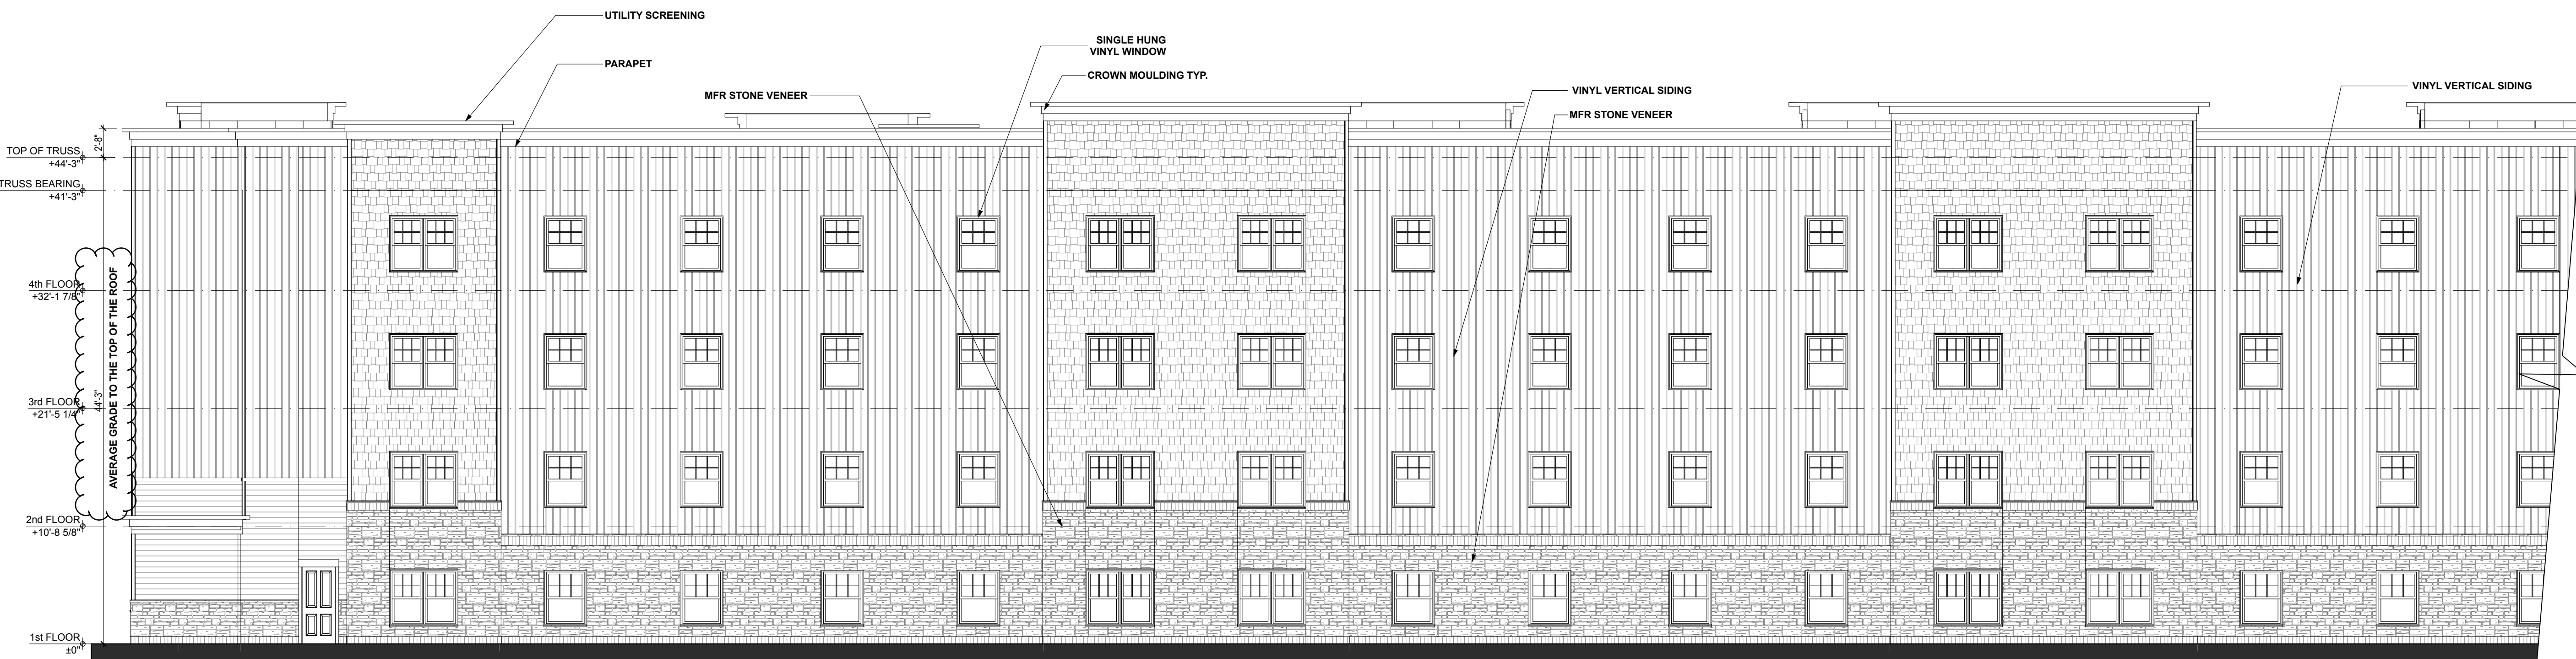 UTILITY SCREENING
SINGLE HUNG
VINYL WINDOW
PARAPET
CROWN MOULDING TYP.
MFR STONE VENEER
VINYL VERTICAL SIDING
VINYL VERTICAL SIDING
MFR STONE VENEER
2'-8"
TOP OF TRUSS
+44'-3"
TRUSS BEARING
+41'-3"
AVERAGE GRADE TO THE TOP OF THE ROOF
4th FLOOR
+32'-1 7/8"
44'-3"
3rd FLOOR
+21'-5 1/4"
2nd FLOOR
+10'-8 5/8"
1st FLOOR
±0"